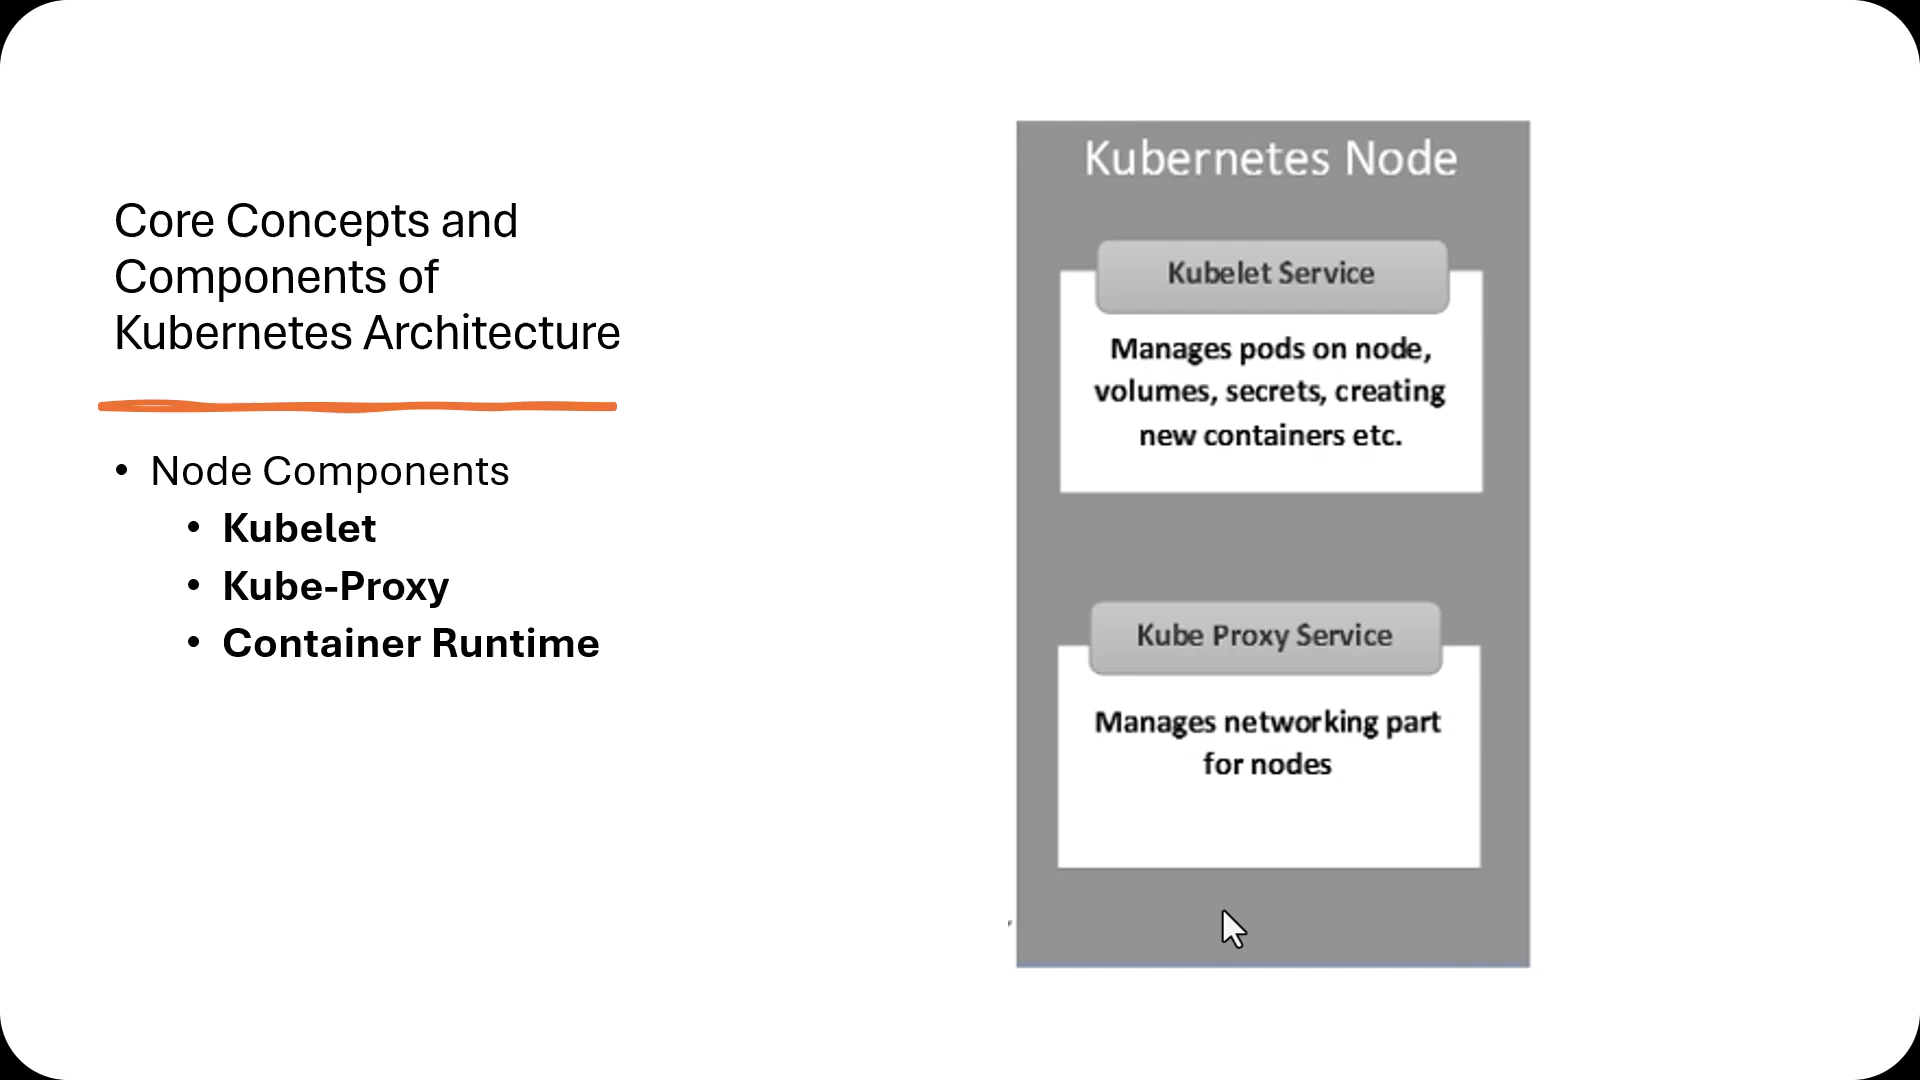 Core Concepts and
Components of
Kubernetes Architecture
• Node Components
• Kubelet
• Kube-Proxy
• Container Runtime
Kubernetes Node
Kubelet Service
Manages pods on node,
volumes, secrets, creating
new containers etc.
Kube Proxy Service
Manages networking part
for nodes